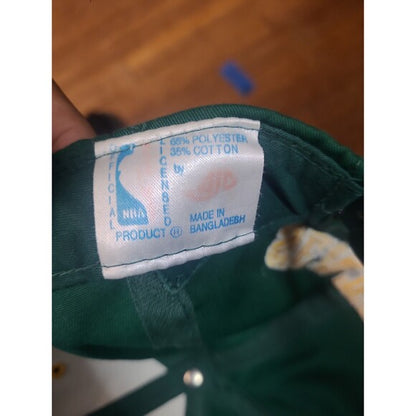 OFFICIAL
NBA
LICENSED
PRODUCT ®
65% POLYESTER
35% COTTON
by
MADE IN
BANGLADESH